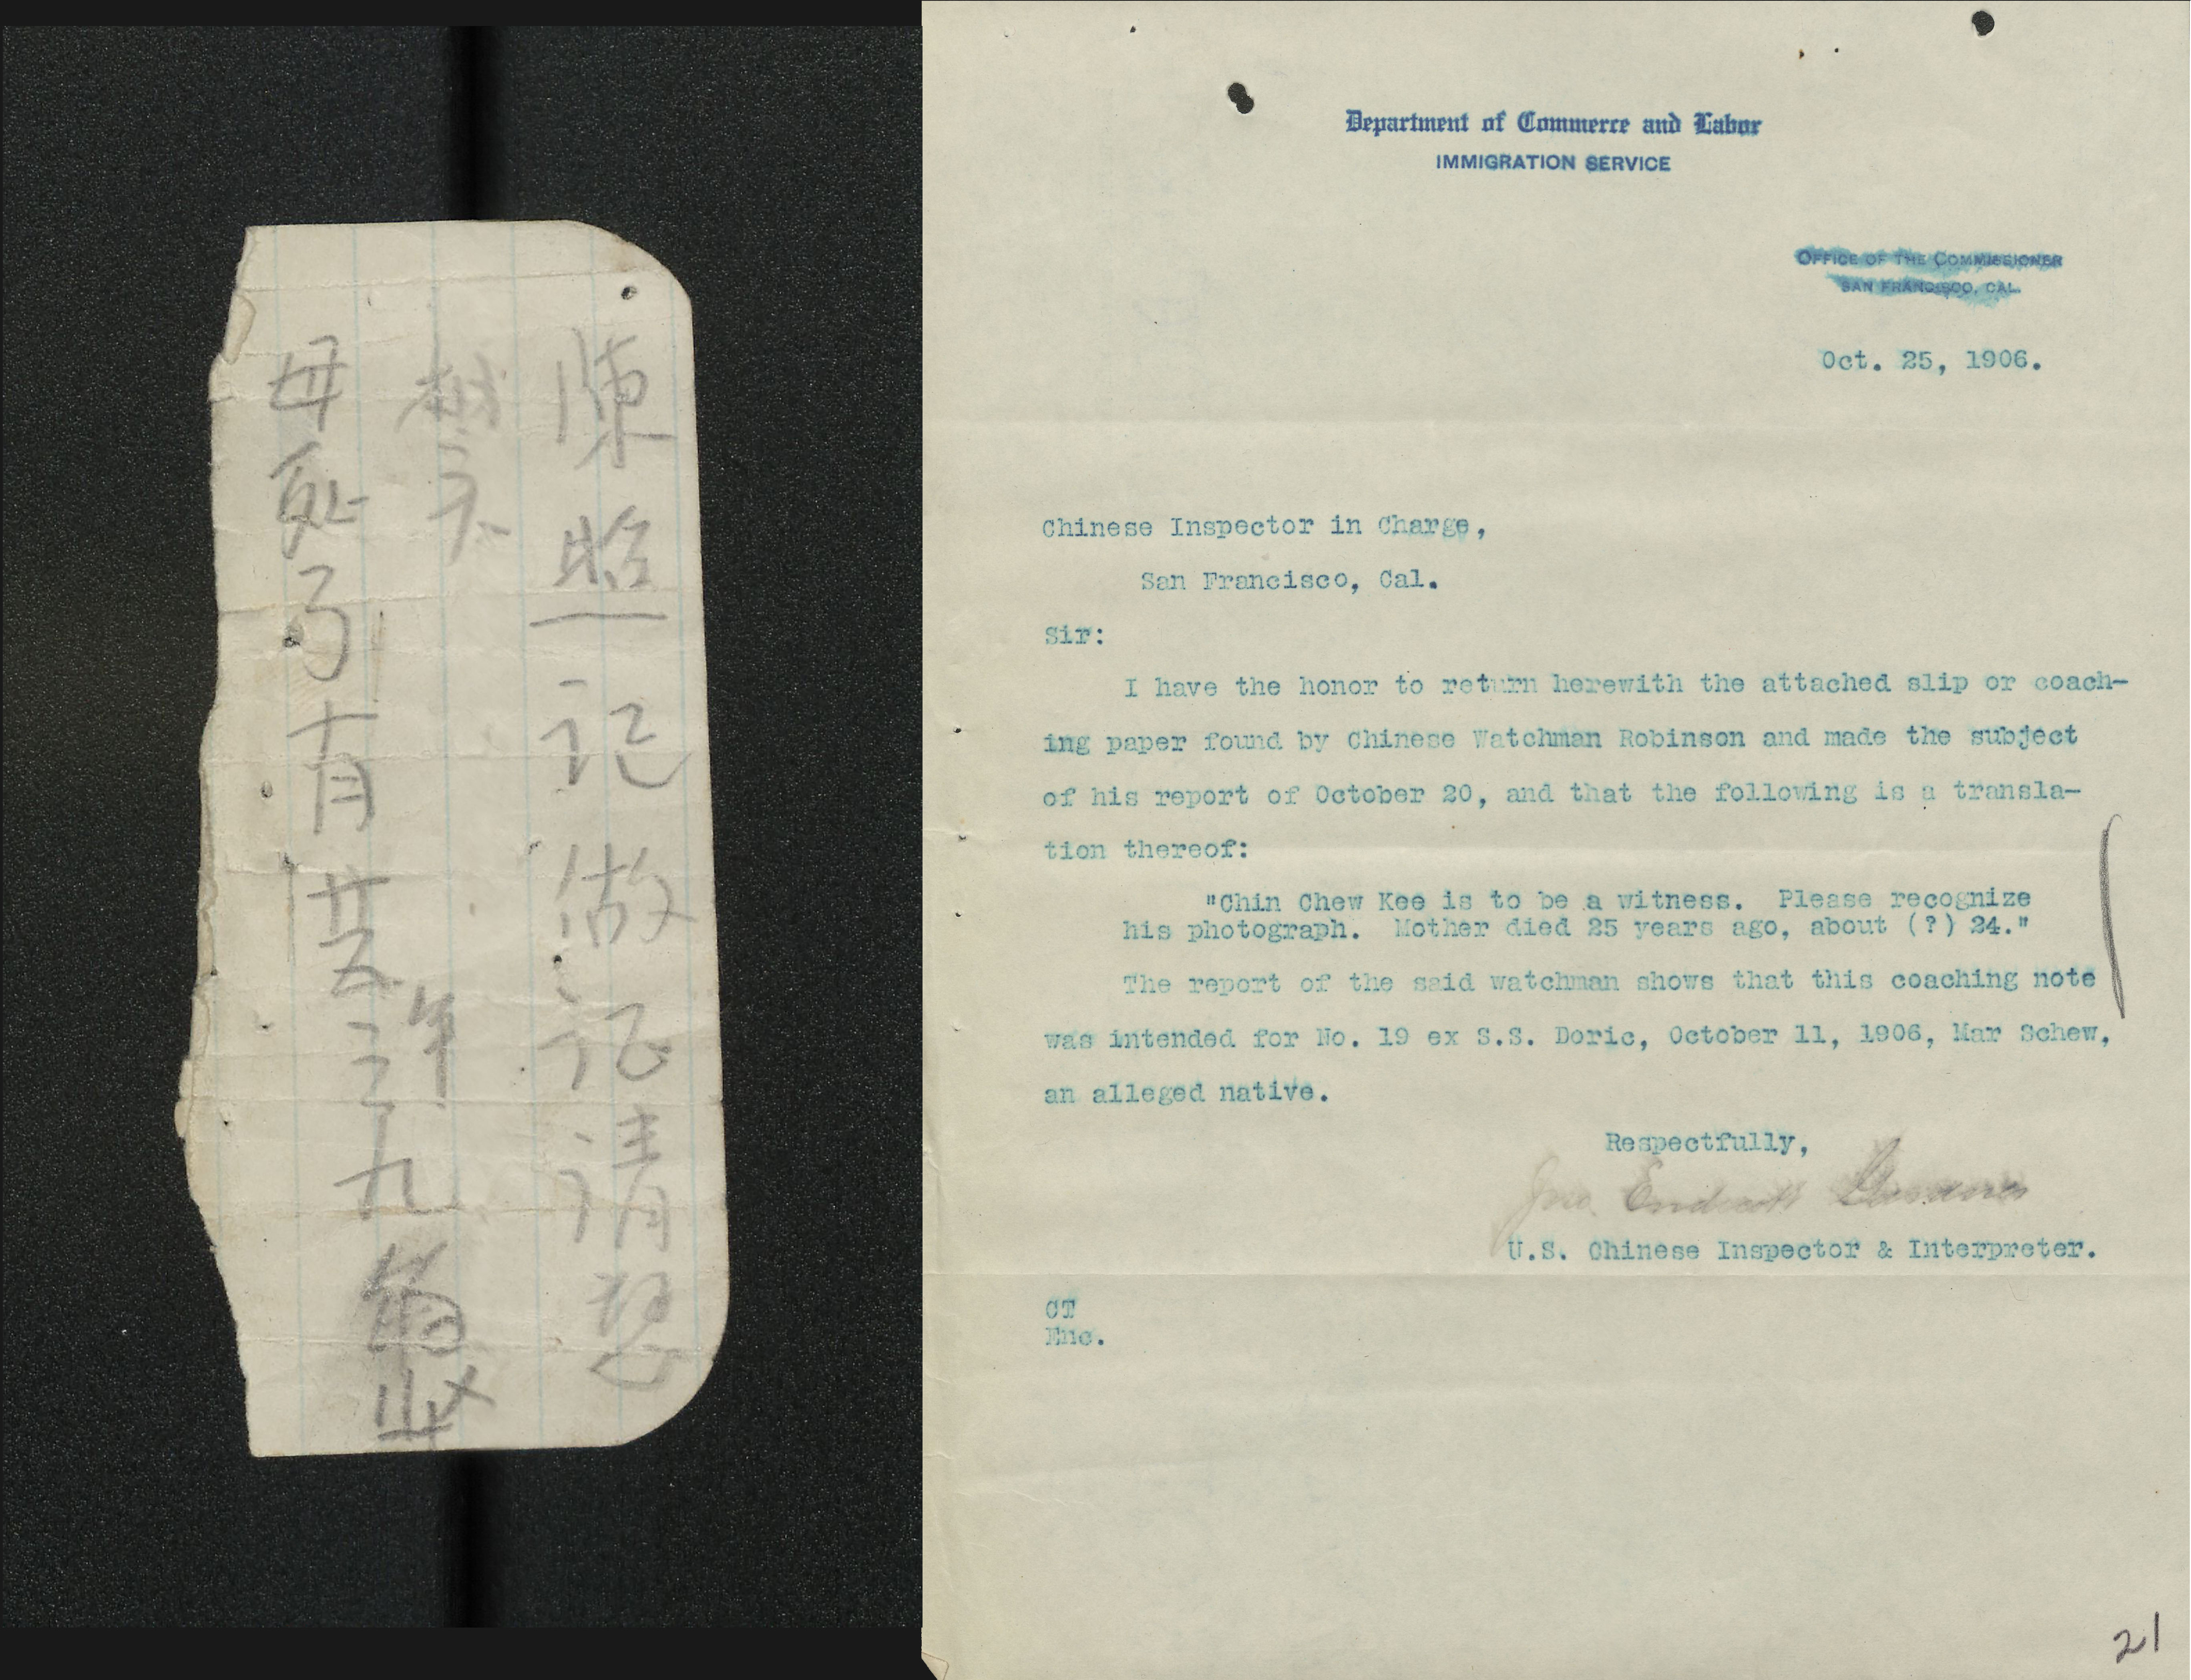 陳照記做記請認
相
母死了有廿五年
九
Department of Commerce and Labor
IMMIGRATION SERVICE
OFFICE OF THE COMMISSIONER
SAN FRANCISCO, CAL.
Oct. 25, 1906.
Chinese Inspector in Charge,
San Francisco, Cal.
Sir:
I have the honor to return herewith the attached slip or coach-
ing paper found by Chinese Watchman Robinson and made the subject
of his report of October 20, and that the following is a transla-
tion thereof:
"Chin Chew Kee is to be a witness. Please recognize
his photograph. Mother died 25 years ago, about (?) 24."
The report of the said watchman shows that this coaching note
was intended for No. 19 ex S.S. Doric, October 11, 1906, Mar Schew,
an alleged native.
Respectfully,
Jno. Endicott Gardner
U.S. Chinese Inspector & Interpreter.
CT
Enc.
21